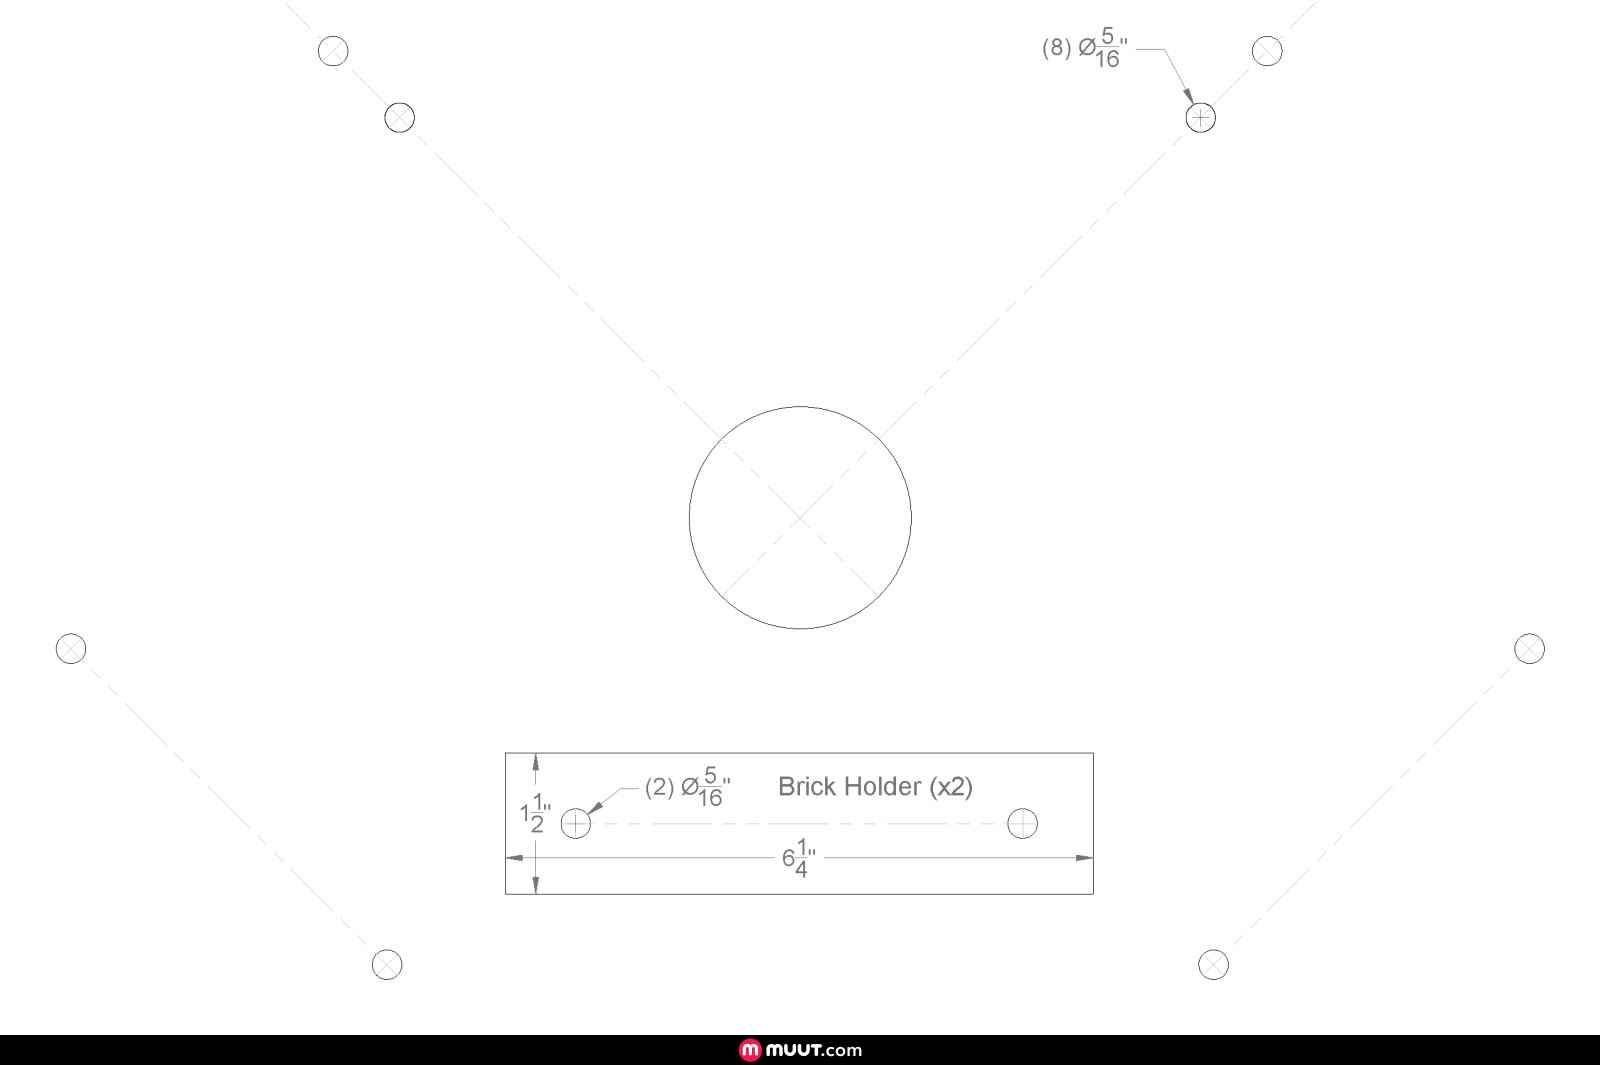 (8) Ø5/16"
(2) Ø5/16"
Brick Holder (x2)
1 1/2"
6 1/4"
m muut.com